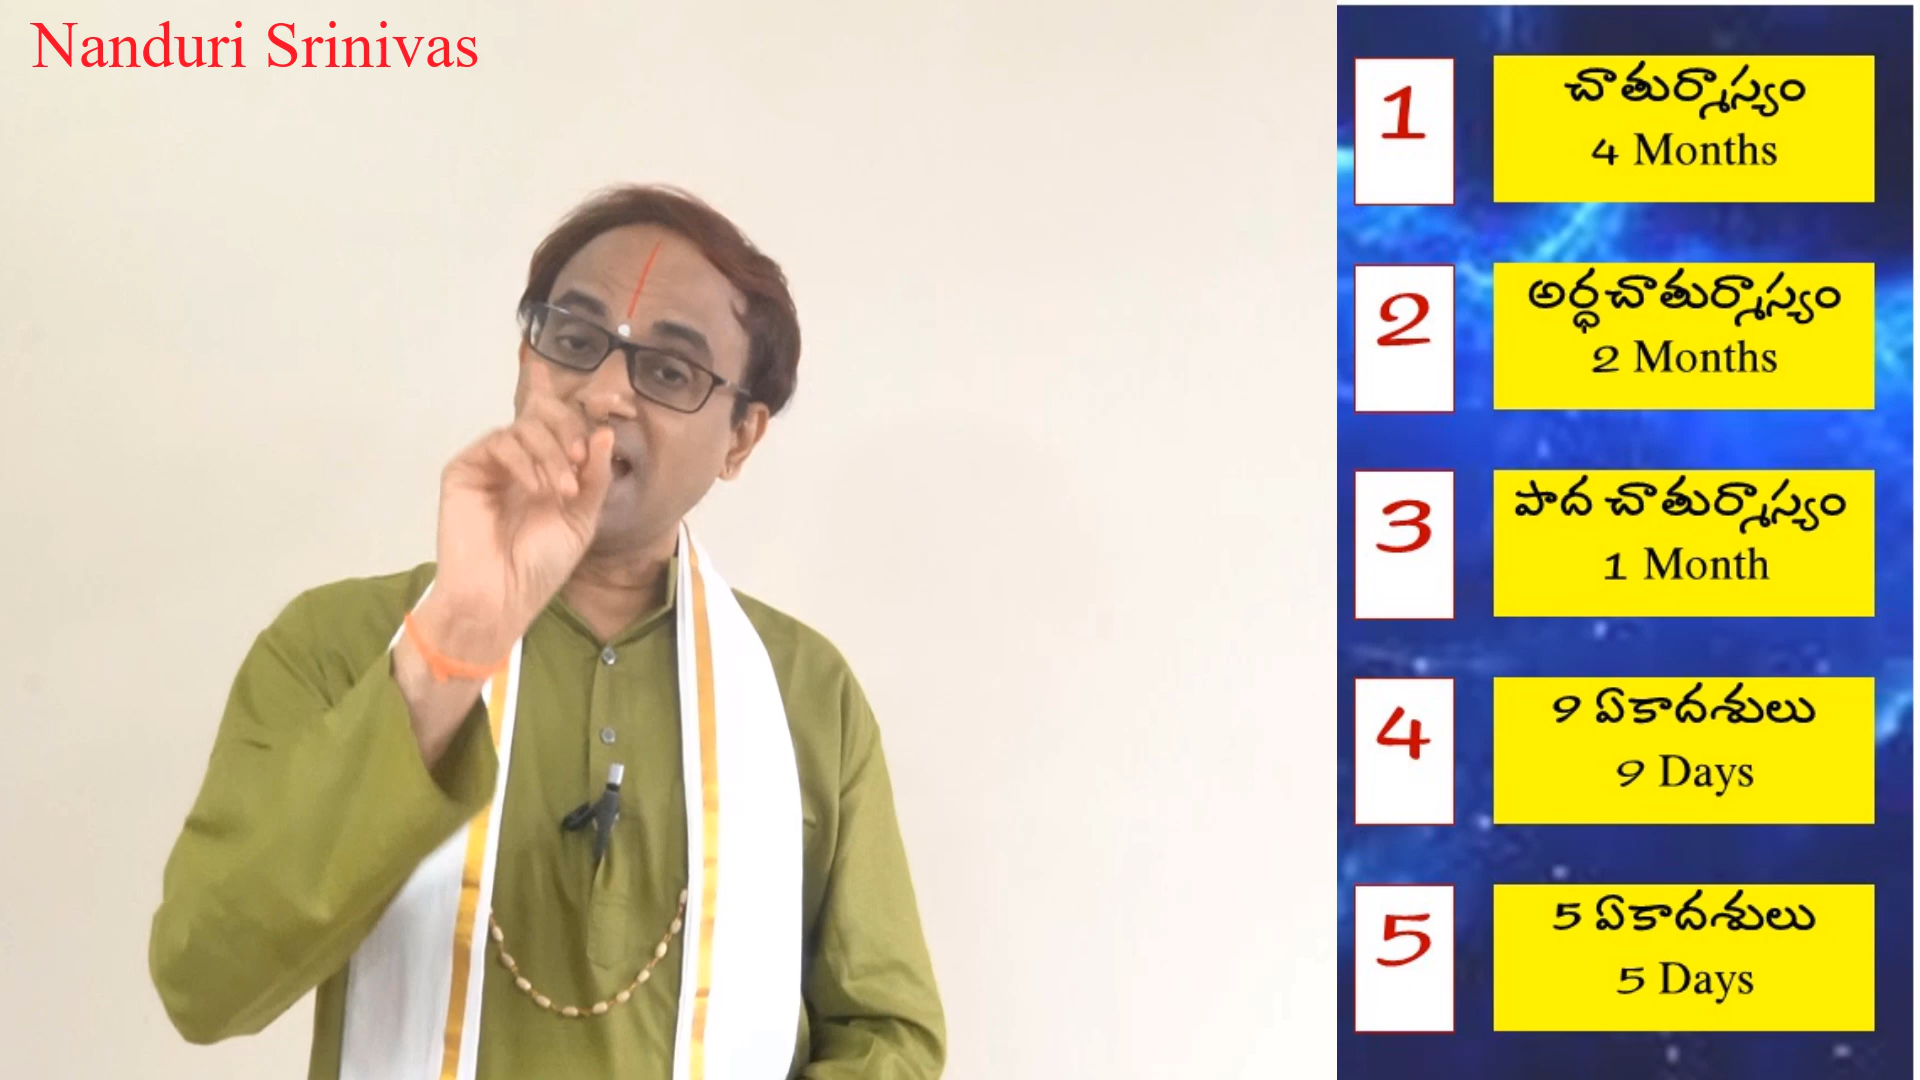 Nanduri Srinivas
1
చాతుర్మాస్యం
4 Months
2
అర్ధచాతుర్మాస్యం
2 Months
3
పాద చాతుర్మాస్యం
1 Month
4
9 ఏకాదశులు
9 Days
5
5 ఏకాదశులు
5 Days